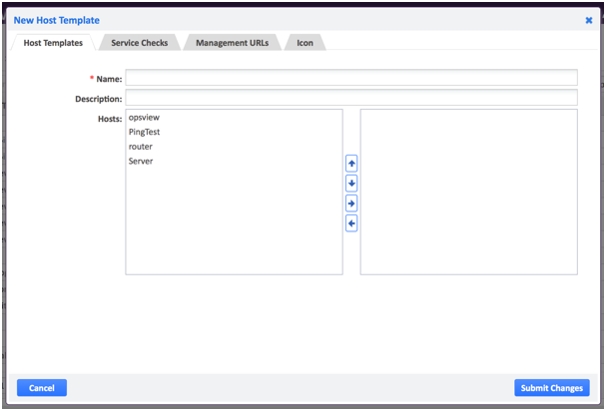 New Host Template
Host Templates Service Checks Management URLs Icon
* Name:
Description:
Hosts: opsview
PingTest
router
Server
Cancel Submit Changes